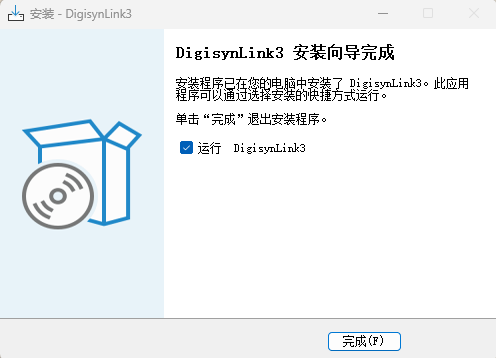 安装 - DigisynLink3
DigisynLink3 安装向导完成
安装程序已在您的电脑中安装了 DigisynLink3。此应用
程序可以通过选择安装的快捷方式运行。
单击“完成”退出安装程序。
运行 DigisynLink3
完成(F)